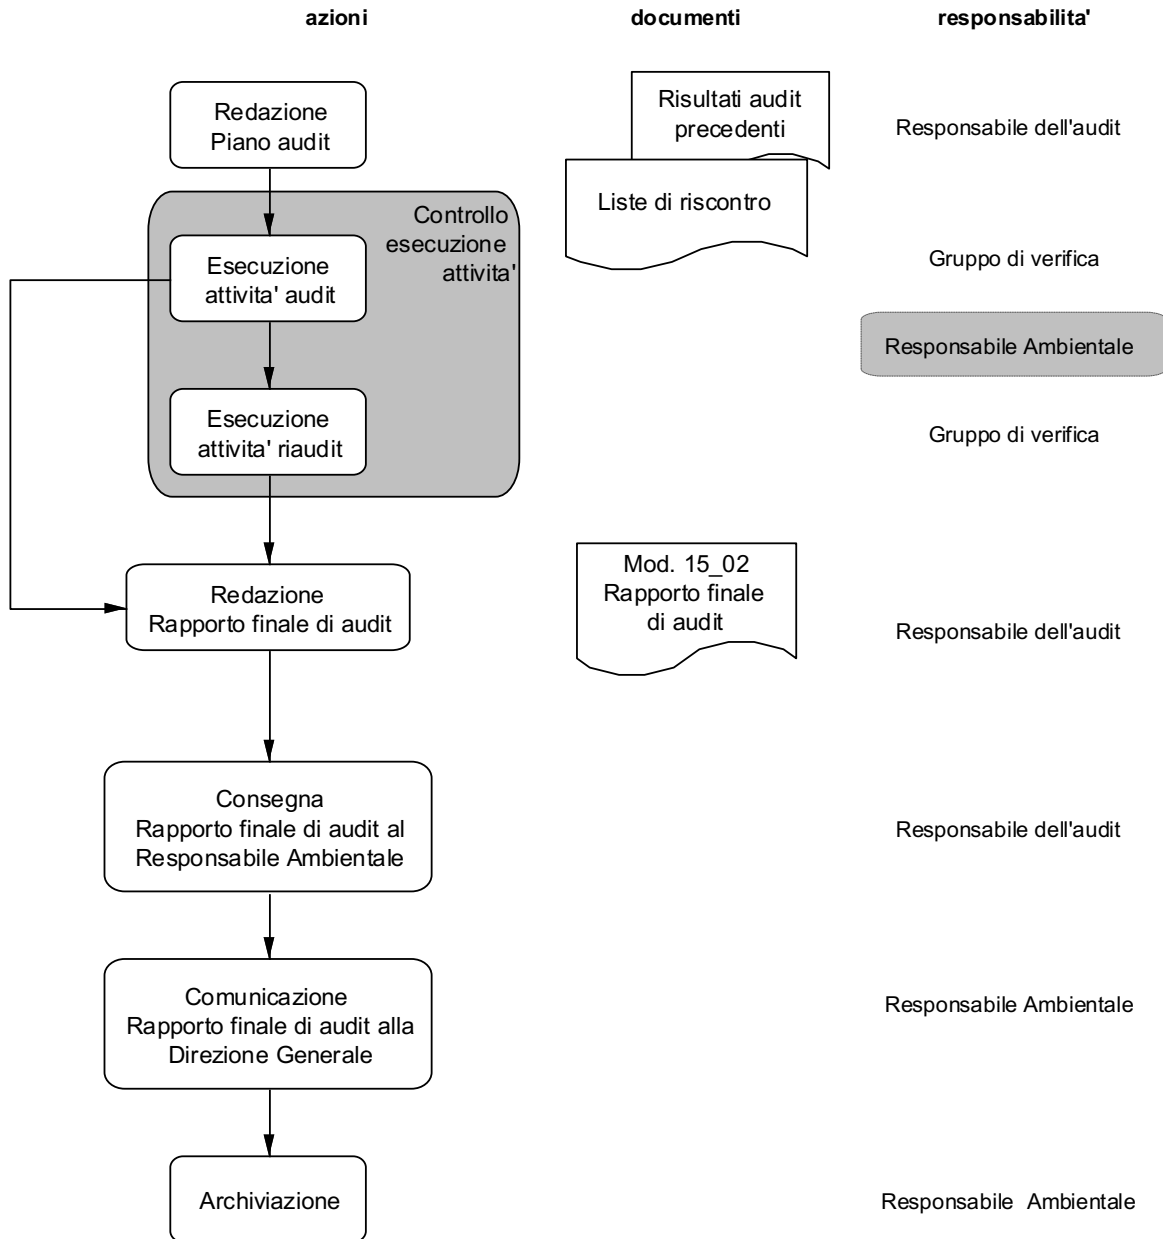 azioni
documenti
responsabilita'
Redazione
Piano audit
Risultati audit
precedenti
Responsabile dell'audit
Liste di riscontro
Controllo
esecuzione
attivita'
Esecuzione
attivita' audit
Gruppo di verifica
Responsabile Ambientale
Esecuzione
attivita' riaudit
Gruppo di verifica
Redazione
Rapporto finale di audit
Mod. 15_02
Rapporto finale
di audit
Responsabile dell'audit
Consegna
Rapporto finale di audit al
Responsabile Ambientale
Responsabile dell'audit
Comunicazione
Rapporto finale di audit alla
Direzione Generale
Responsabile Ambientale
Archiviazione
Responsabile Ambientale